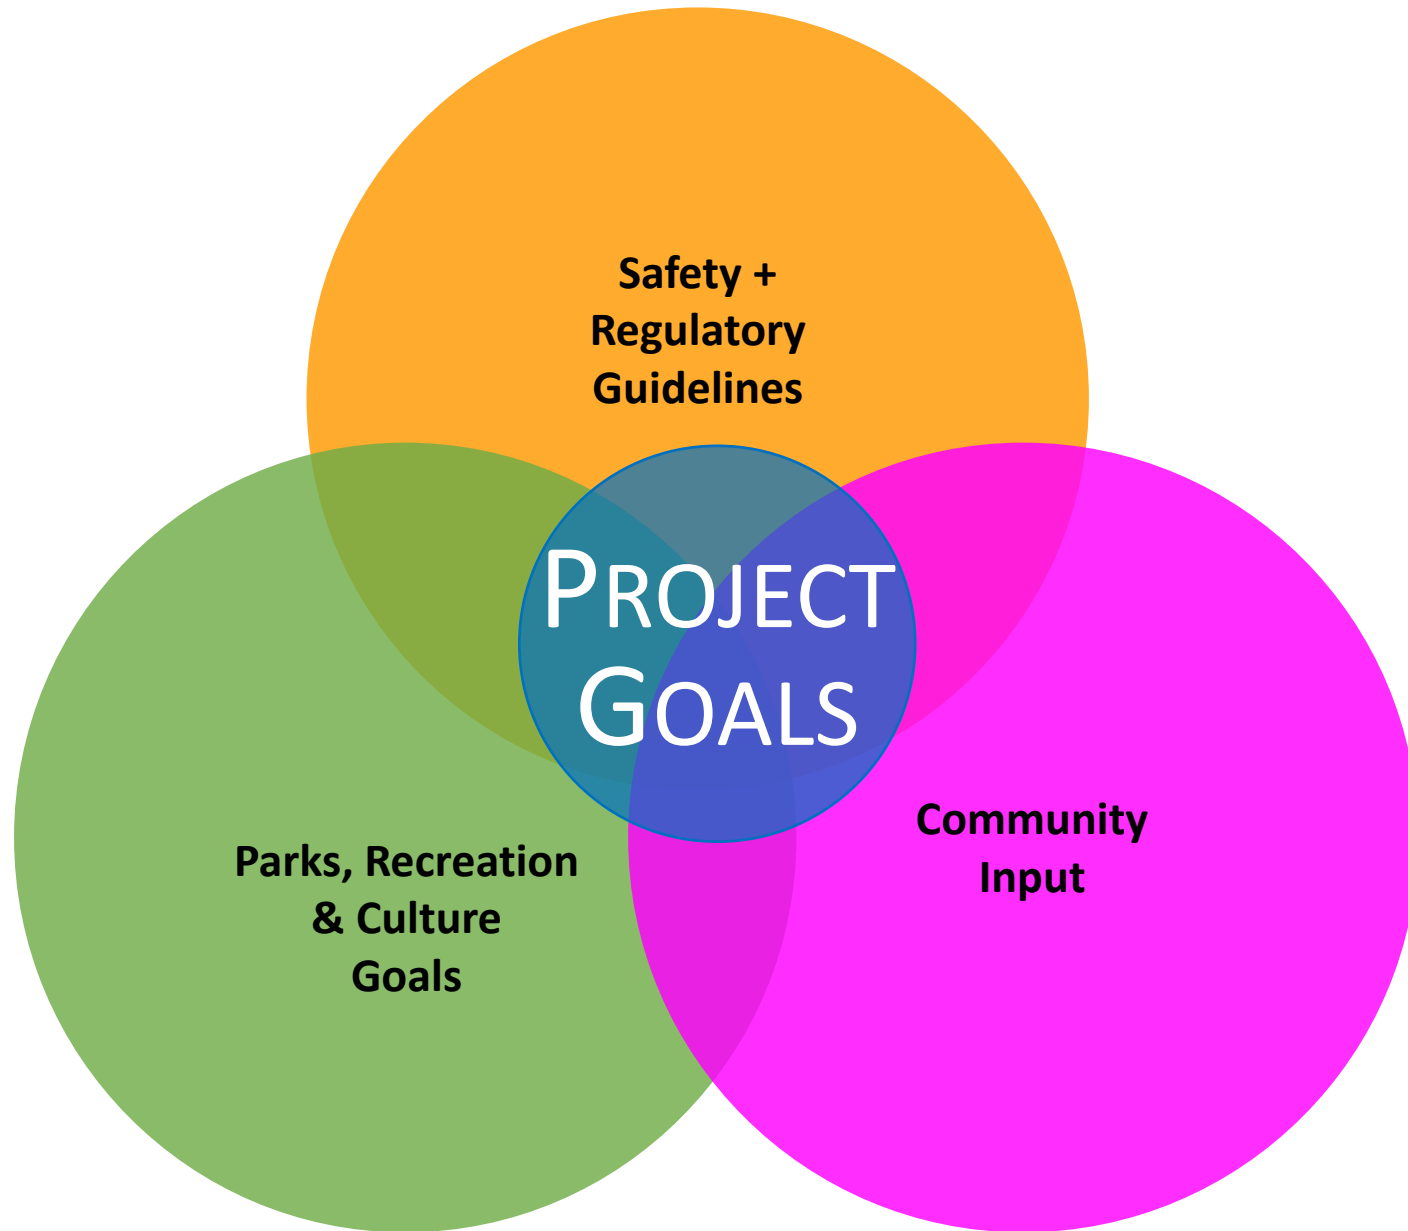 Safety +
Regulatory
Guidelines
PROJECT
GOALS
Parks, Recreation
& Culture
Goals
Community
Input